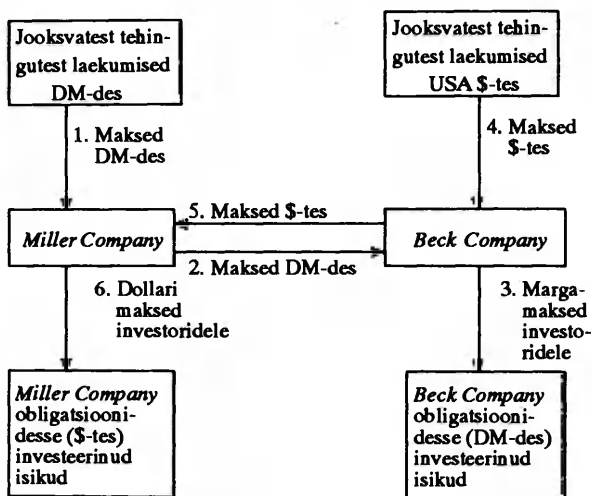 Jooksvatest tehin-
gutest laekumised
DM-des
Jooksvatest tehin-
gutest laekumised
USA $-tes
1. Maksed
DM-des
4. Maksed
$-tes
5. Maksed $-tes
Miller Company
Beck Company
2. Maksed DM-des
6. Dollari
maksed
investoridele
3. Marga-
maksed
investo-
ridele
Miller Company
obligatsiooni-
desse ($-tes)
investeerinud
isikud
Beck Company
obligatsiooni-
desse (DM-des)
investeerinud
isikud